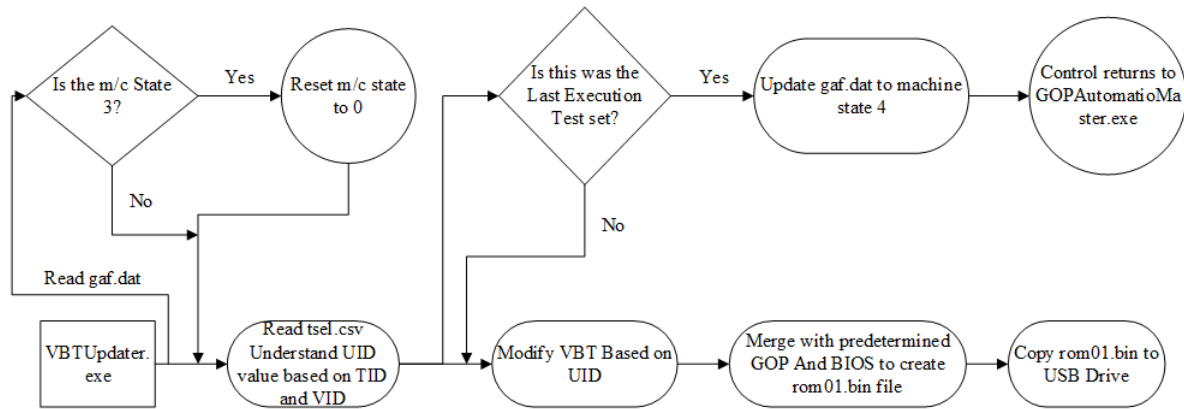 Is the m/c State
3?
Yes
Reset m/c state
to 0
Is this was the
Last Execution
Test set?
Yes
Update gaf.dat to machine
state 4
Control returns to
GOPAutomatioMa
ster.exe
No
No
Read gaf.dat
VBTUpdater.
exe
Read tsel.csv
Understand UID
value based on TID
and VID
Modify VBT Based on
UID
Merge with predetermined
GOP And BIOS to create
rom01.bin file
Copy rom01.bin to
USB Drive